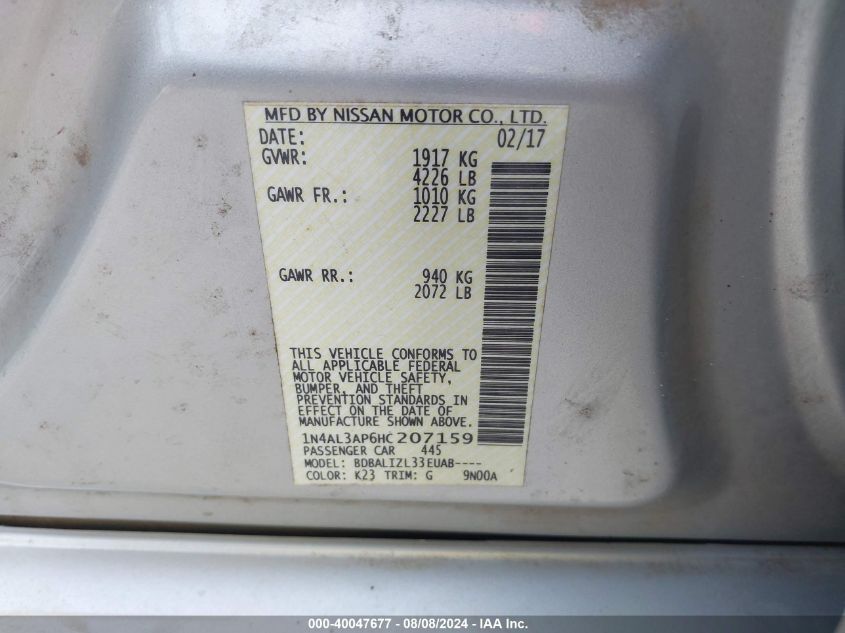 MFD BY NISSAN MOTOR CO., LTD.
DATE: 02/17
GVWR: 1917 KG
4226 LB
GAWR FR.: 1010 KG
2227 LB
GAWR RR.: 940 KG
2072 LB
THIS VEHICLE CONFORMS TO
ALL APPLICABLE FEDERAL
MOTOR VEHICLE SAFETY,
BUMPER, AND THEFT
PREVENTION STANDARDS IN
EFFECT ON THE DATE OF
MANUFACTURE SHOWN ABOVE.
1N4AL3AP6HC207159
PASSENGER CAR 445
MODEL: BDBALIZL33EUAB----
COLOR: K23 TRIM: G 9N00A
000-40047677 - 08/08/2024 - IAA Inc.